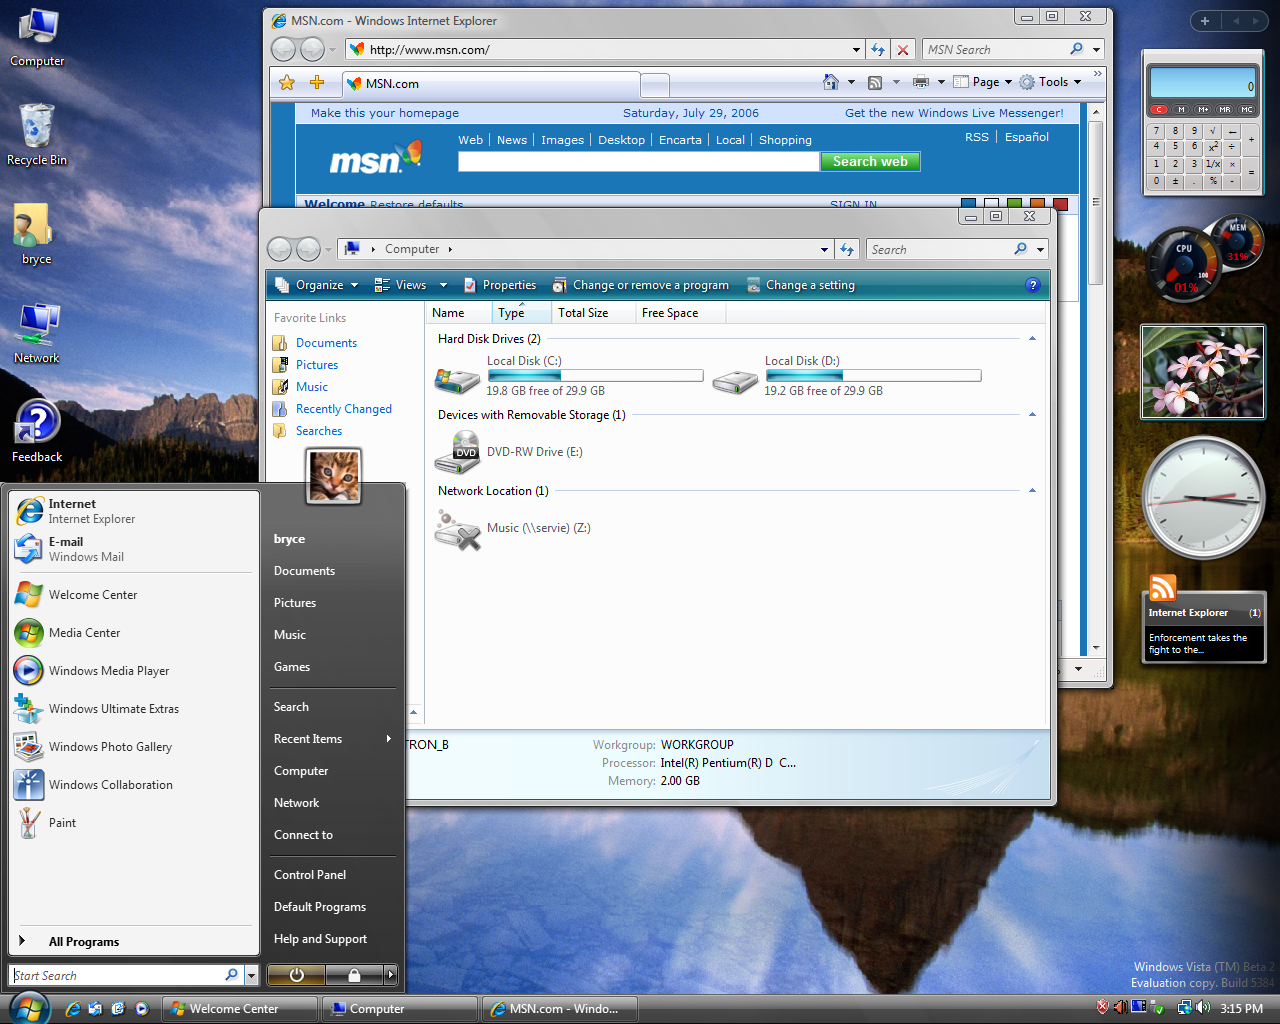 Computer
Recycle Bin
bryce
Network
Feedback
MSN.com - Windows Internet Explorer
http://www.msn.com/
MSN Search
MSN.com
Page
Tools
Make this your homepage
Saturday, July 29, 2006
Get the new Windows Live Messenger!
Web
News
Images
Desktop
Encarta
Local
Shopping
RSS
Español
msn
Search web
Welcome Restore defaults
SIGN IN
Computer
Search
Organize
Views
Properties
Change or remove a program
Change a setting
?
Favorite Links
Documents
Pictures
Music
Recently Changed
Searches
Name
Type
Total Size
Free Space
Hard Disk Drives (2)
Local Disk (C:)
19.8 GB free of 29.9 GB
Local Disk (D:)
19.2 GB free of 29.9 GB
Devices with Removable Storage (1)
DVD
DVD-RW Drive (E:)
Network Location (1)
Music (\\servie) (Z:)
TRON_B
Workgroup: WORKGROUP
Processor: Intel(R) Pentium(R) D C...
Memory: 2.00 GB
Internet
Internet Explorer
E-mail
Windows Mail
Welcome Center
Media Center
Windows Media Player
Windows Ultimate Extras
Windows Photo Gallery
Windows Collaboration
Paint
All Programs
Start Search
bryce
Documents
Pictures
Music
Games
Search
Recent Items
Computer
Network
Connect to
Control Panel
Default Programs
Help and Support
0
C M M+ MR MC
7 8 9 √ ← +
4 5 6 x² ÷
1 2 3 1/x × =
0 ± . % -
CPU
100
01%
MEM
31%
Internet Explorer (1)
Enforcement takes the
fight to the...
Windows Vista (TM) Beta 2
Evaluation copy. Build 5384
Welcome Center
Computer
MSN.com - Windo...
3:15 PM